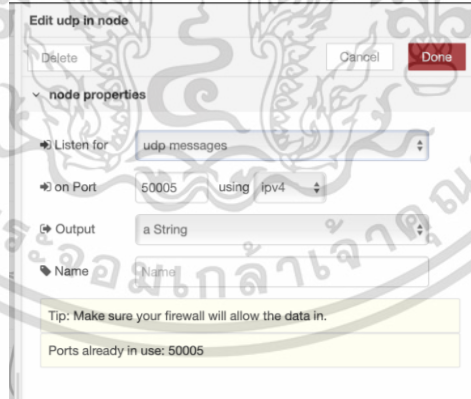 Edit udp in node
Delete
Cancel
Done
node properties
Listen for
udp messages
on Port
50005
using
ipv4
Output
a String
Name
Name
Tip: Make sure your firewall will allow the data in.
Ports already in use: 50005